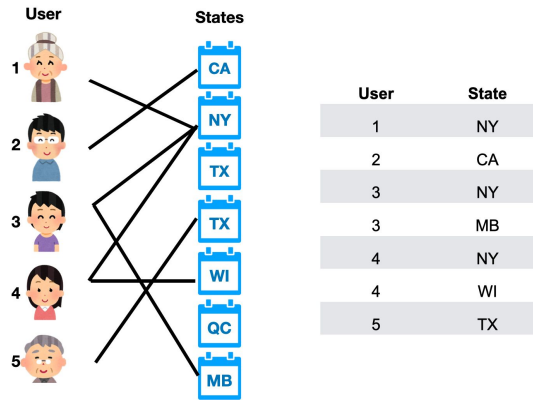 User States
1 CA
NY
2
TX
3 TX
4 WI
QC
5 MB
User State
1 NY
2 CA
3 NY
3 MB
4 NY
4 WI
5 TX